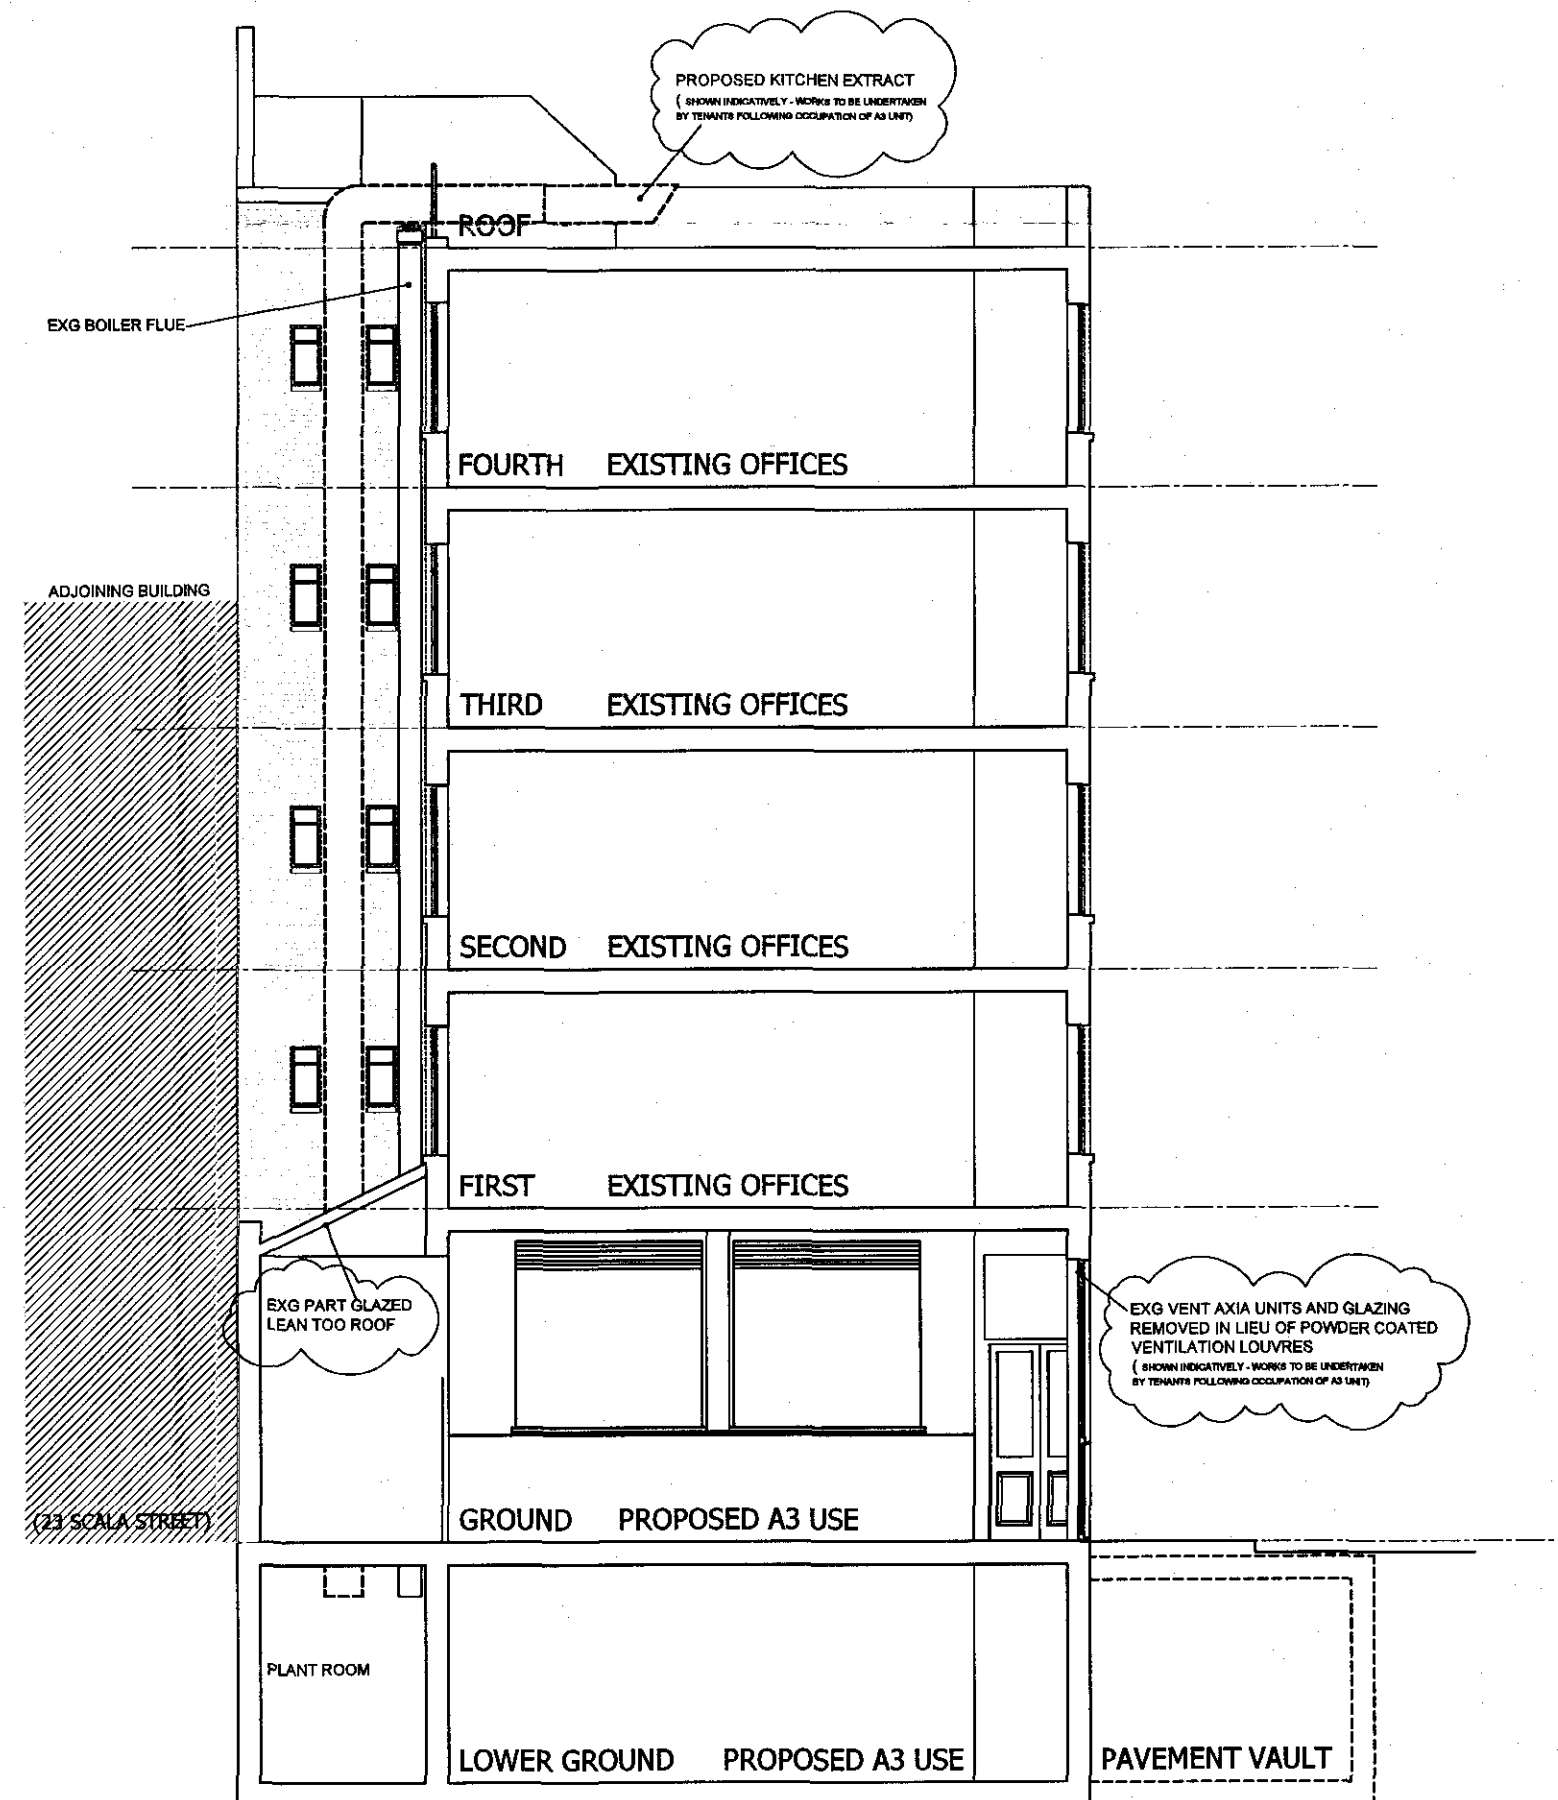 PROPOSED KITCHEN EXTRACT
( SHOWN INDICATIVELY - WORKS TO BE UNDERTAKEN
BY TENANTS FOLLOWING OCCUPATION OF A3 UNIT)
ROOF
EXG BOILER FLUE
FOURTH EXISTING OFFICES
ADJOINING BUILDING
THIRD EXISTING OFFICES
SECOND EXISTING OFFICES
FIRST EXISTING OFFICES
EXG PART GLAZED
LEAN TOO ROOF
EXG VENT AXIA UNITS AND GLAZING
REMOVED IN LIEU OF POWDER COATED
VENTILATION LOUVRES
( SHOWN INDICATIVELY - WORKS TO BE UNDERTAKEN
BY TENANTS FOLLOWING OCCUPATION OF A3 UNIT)
(23 SCALA STREET)
GROUND PROPOSED A3 USE
PLANT ROOM
LOWER GROUND PROPOSED A3 USE
PAVEMENT VAULT